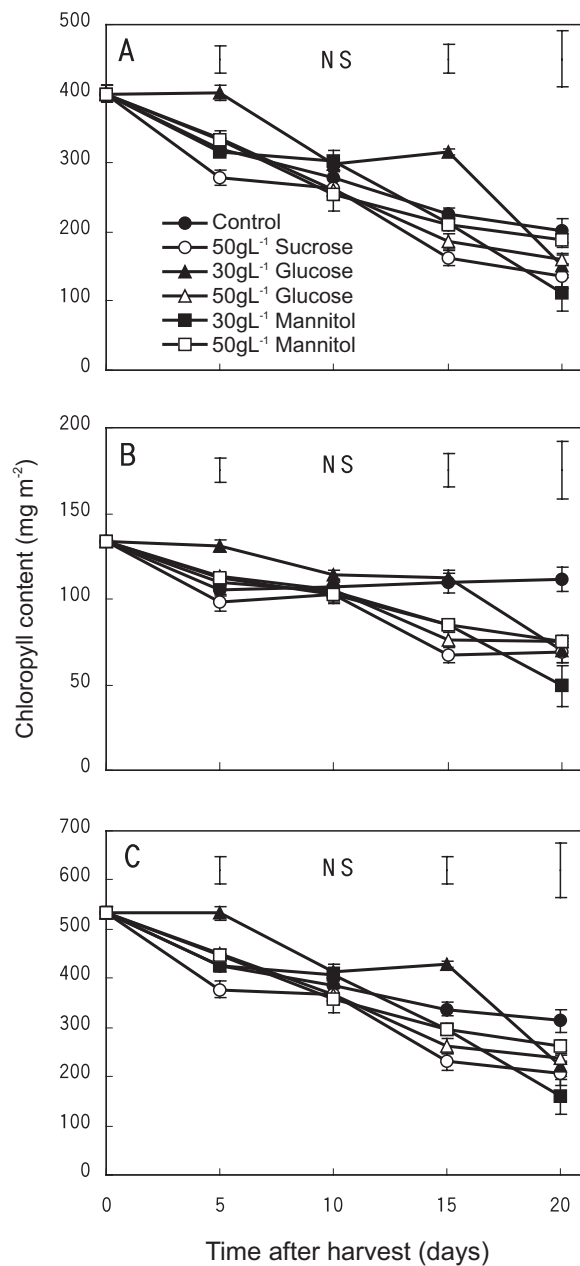 500
A
NS
400
300
200
100
0
Control
50gL⁻¹ Sucrose
30gL⁻¹ Glucose
50gL⁻¹ Glucose
30gL⁻¹ Mannitol
50gL⁻¹ Mannitol
200
B
NS
150
100
50
0
Chloropyll content (mg m⁻²)
700
C
NS
600
500
400
300
200
100
0
0 5 10 15 20
Time after harvest (days)